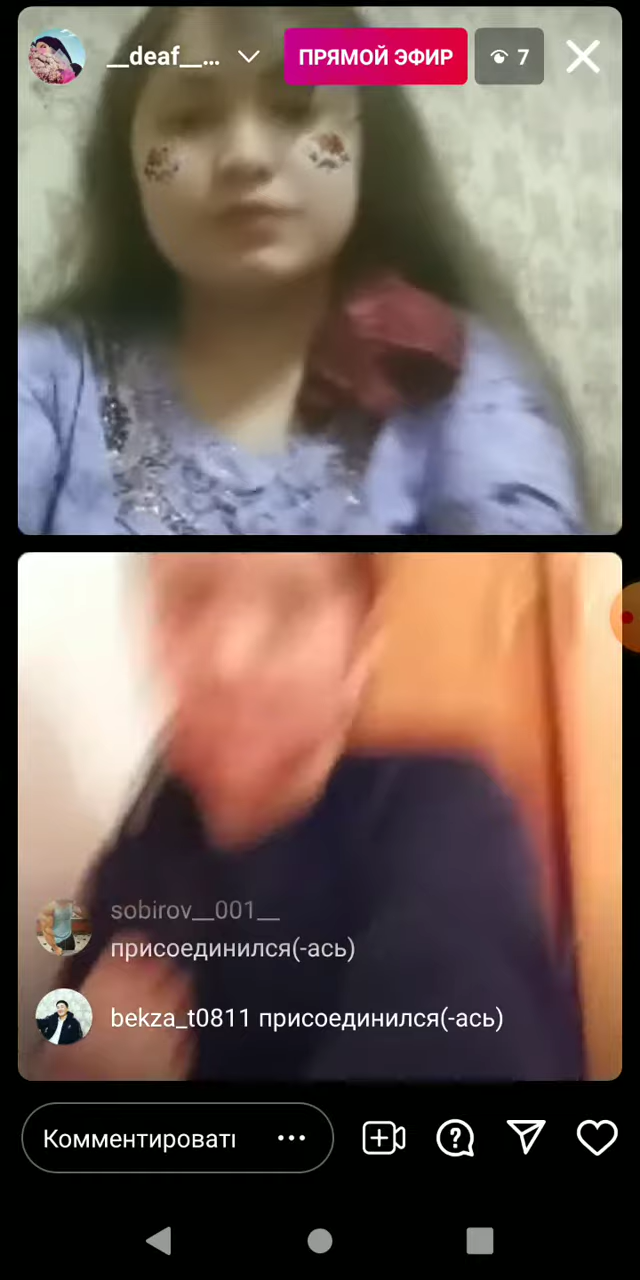 __deaf__...
ПРЯМОЙ ЭФИР
7
sobirov__001__
присоединился(-ась)
bekza_t0811 присоединился(-ась)
Комментироваті